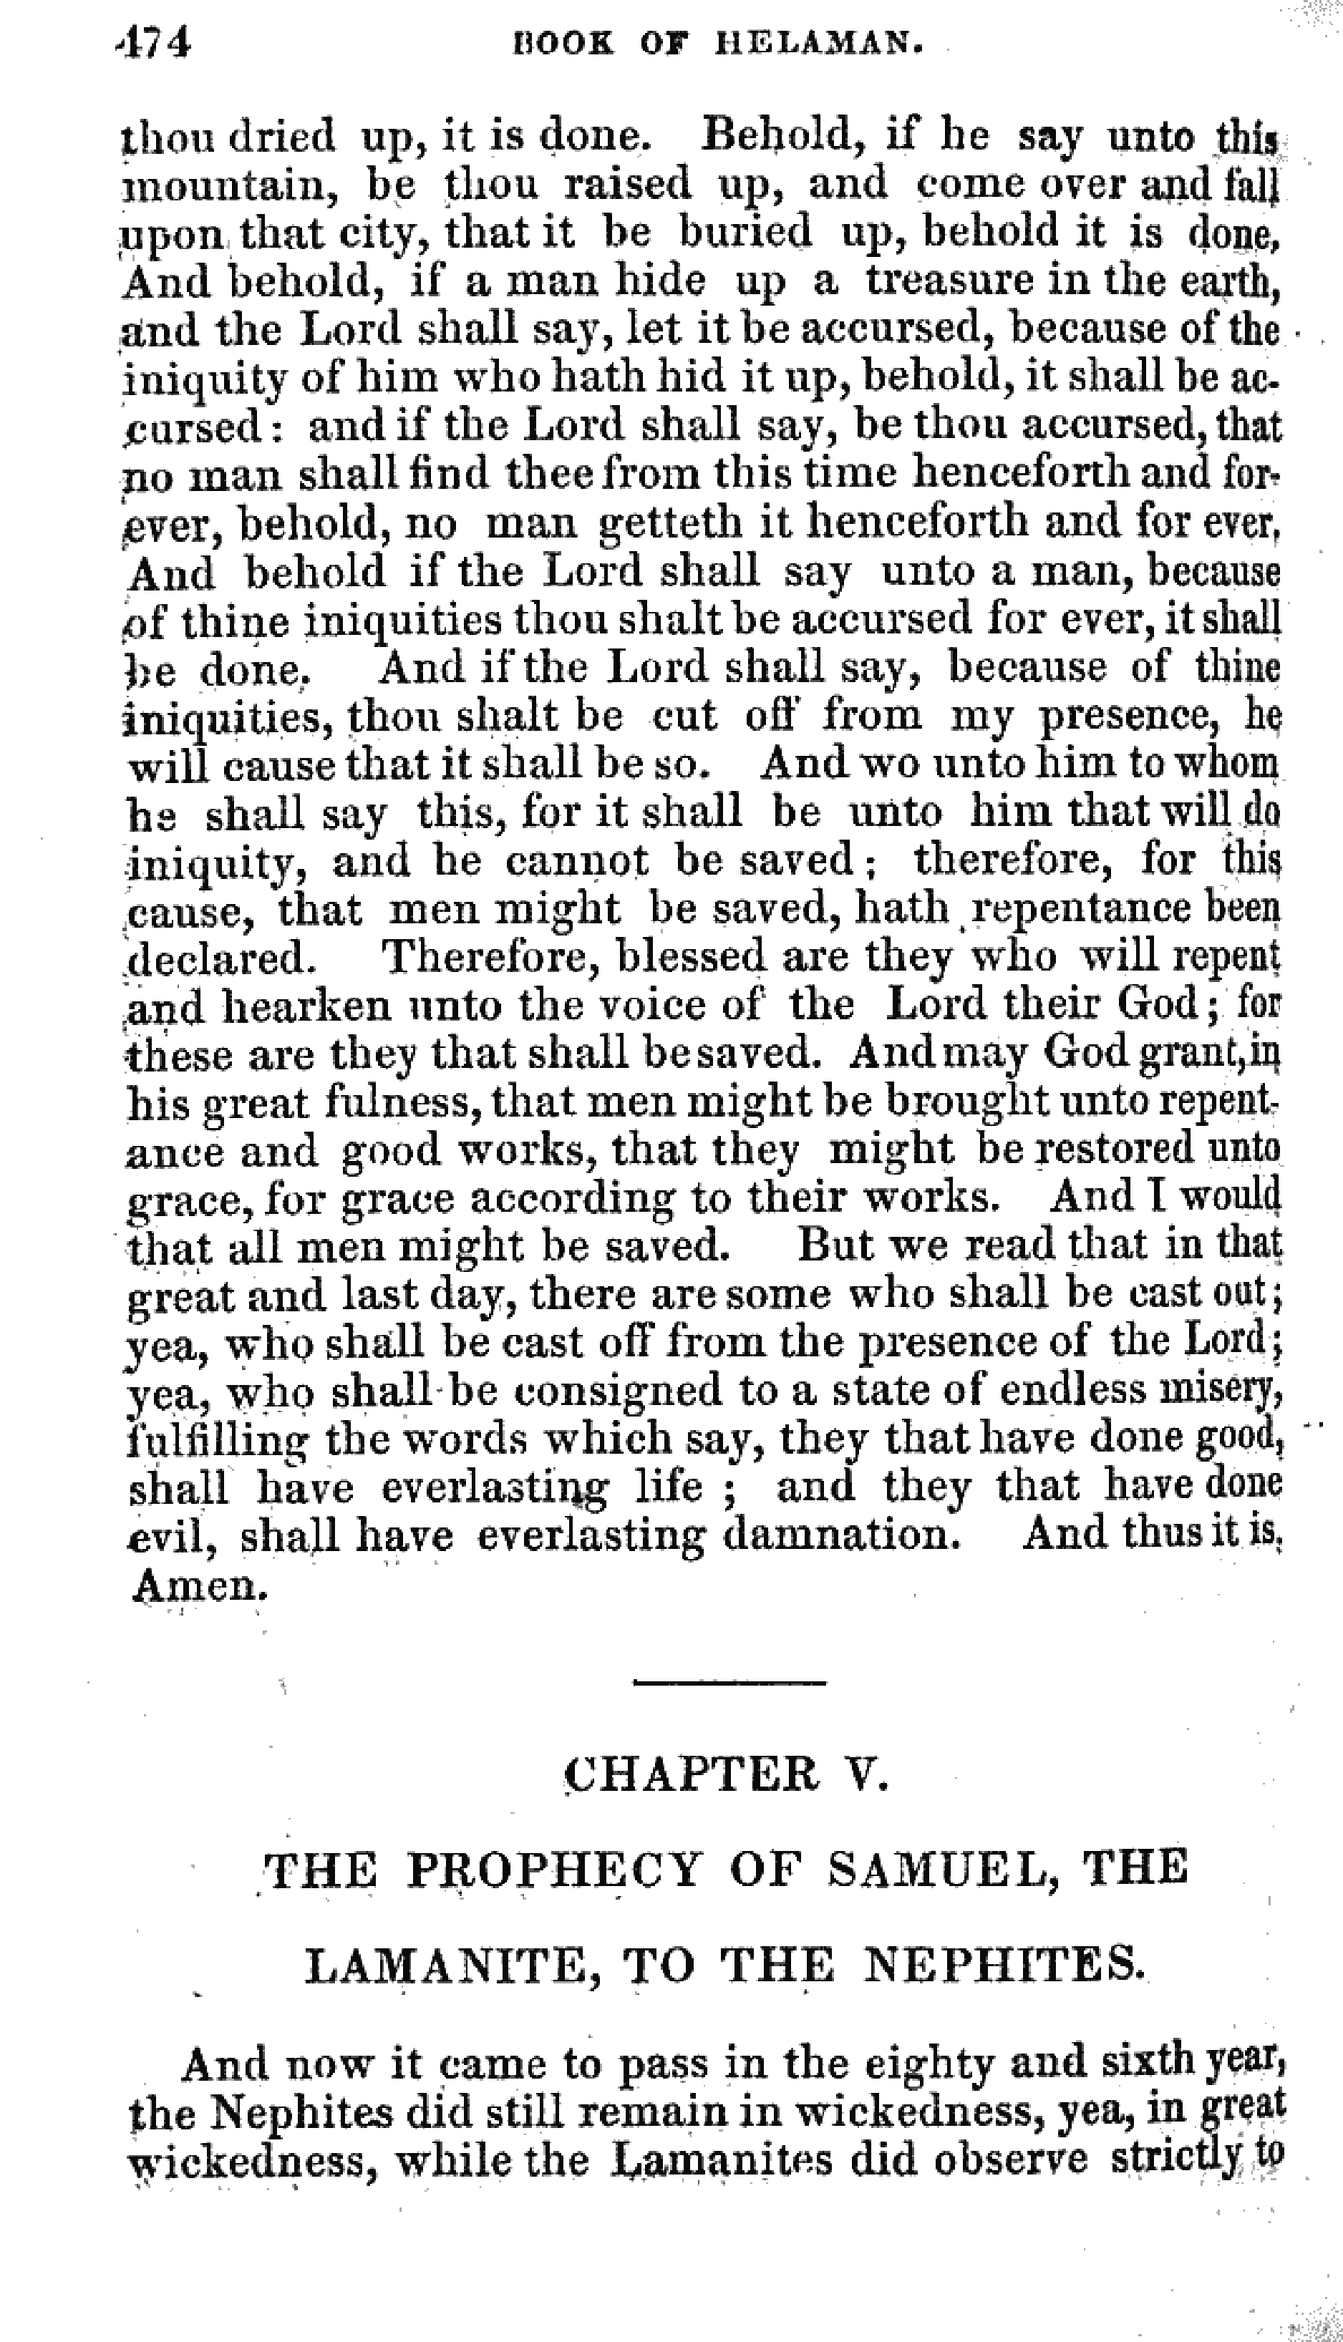 474 BOOK OF HELAMAN.
thou dried up, it is done. Behold, if he say unto this
mountain, be thou raised up, and come over and fall
upon that city, that it be buried up, behold it is done,
And behold, if a man hide up a treasure in the earth,
and the Lord shall say, let it be accursed, because of the
iniquity of him who hath hid it up, behold, it shall be ac-
cursed: and if the Lord shall say, be thou accursed, that
no man shall find thee from this time henceforth and for-
ever, behold, no man getteth it henceforth and for ever,
And behold if the Lord shall say unto a man, because
of thine iniquities thou shalt be accursed for ever, it shall
be done. And if the Lord shall say, because of thine
iniquities, thou shalt be cut off from my presence, he
will cause that it shall be so. And wo unto him to whom
he shall say this, for it shall be unto him that will do
iniquity, and he cannot be saved; therefore, for this
cause, that men might be saved, hath repentance been
declared. Therefore, blessed are they who will repent
and hearken unto the voice of the Lord their God; for
these are they that shall be saved. And may God grant, in
his great fulness, that men might be brought unto repent-
ance and good works, that they might be restored unto
grace, for grace according to their works. And I would
that all men might be saved. But we read that in that
great and last day, there are some who shall be cast out;
yea, who shall be cast off from the presence of the Lord;
yea, who shall be consigned to a state of endless misery,
fulfilling the words which say, they that have done good,
shall have everlasting life; and they that have done
evil, shall have everlasting damnation. And thus it is.
Amen.
CHAPTER V.
THE PROPHECY OF SAMUEL, THE
LAMANITE, TO THE NEPHITES.
And now it came to pass in the eighty and sixth year,
the Nephites did still remain in wickedness, yea, in great
wickedness, while the Lamanites did observe strictly to